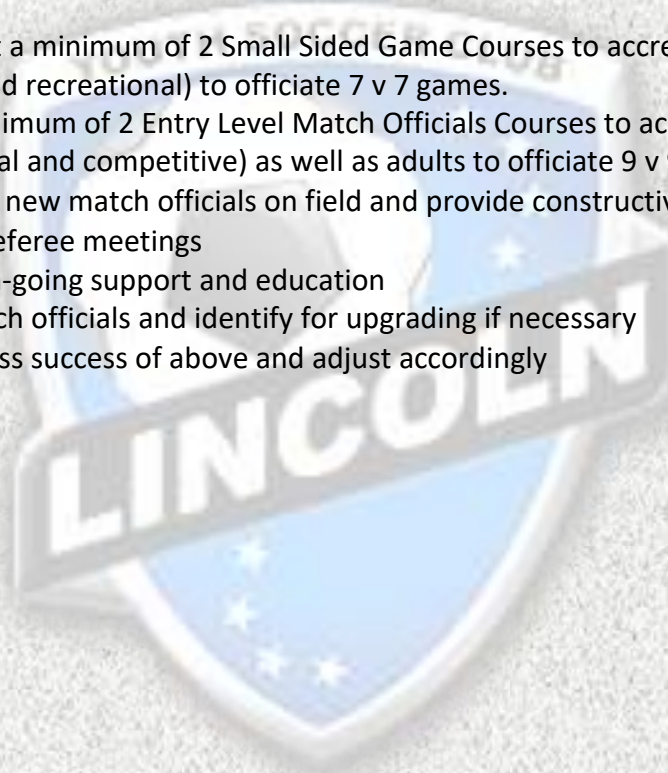 t a minimum of 2 Small Sided Game Courses to accre
d recreational) to officiate 7 v 7 games.
imum of 2 Entry Level Match Officials Courses to ac
al and competitive) as well as adults to officiate 9 v
new match officials on field and provide constructiv
eferee meetings
-going support and education
ch officials and identify for upgrading if necessary
ss success of above and adjust accordingly
SOCCER CLUB
LINCOLN